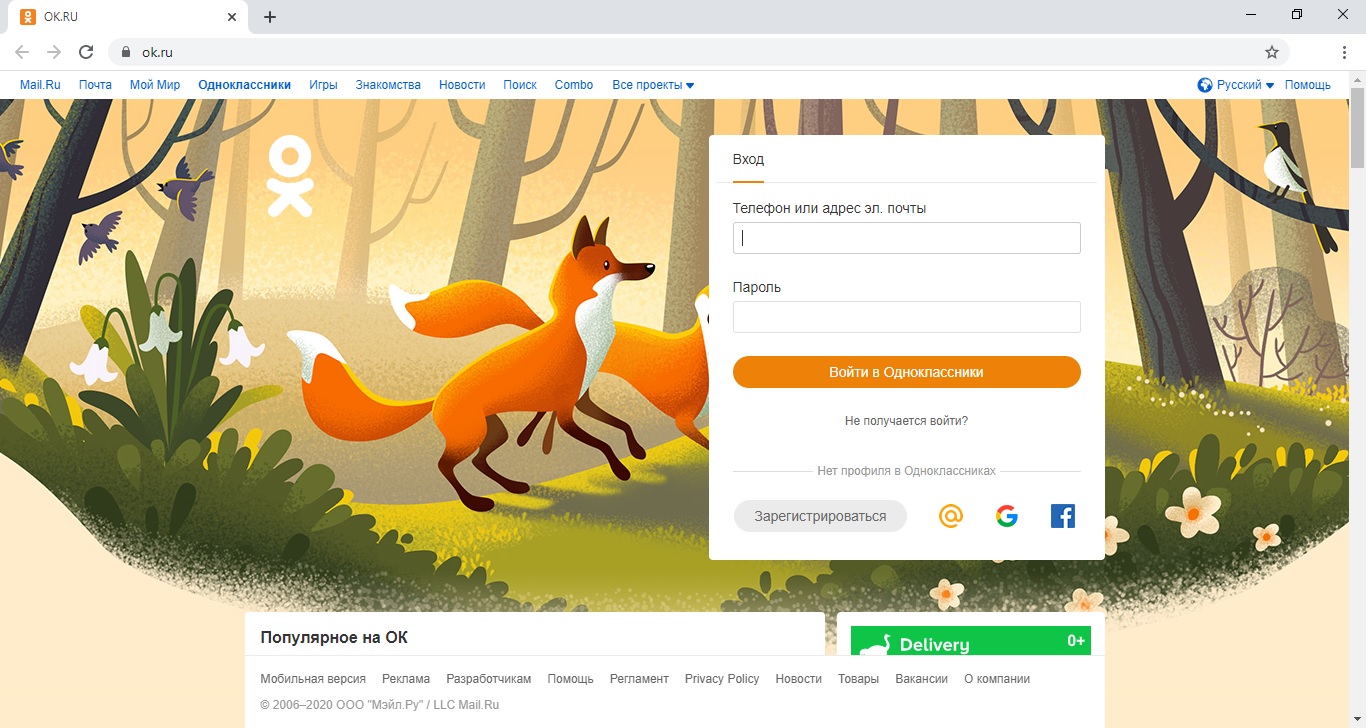 OK.RU
ok.ru
Mail.Ru Почта Мой Мир Одноклассники Игры Знакомства Новости Поиск Combo Все проекты Русский Помощь
Вход
Телефон или адрес эл. почты
Пароль
Войти в Одноклассники
Не получается войти?
Нет профиля в Одноклассниках
Зарегистрироваться
Популярное на ОК
Delivery 0+
Мобильная версия Реклама Разработчикам Помощь Регламент Privacy Policy Новости Товары Вакансии О компании
© 2006–2020 ООО "Мэйл.Ру" / LLC Mail.Ru